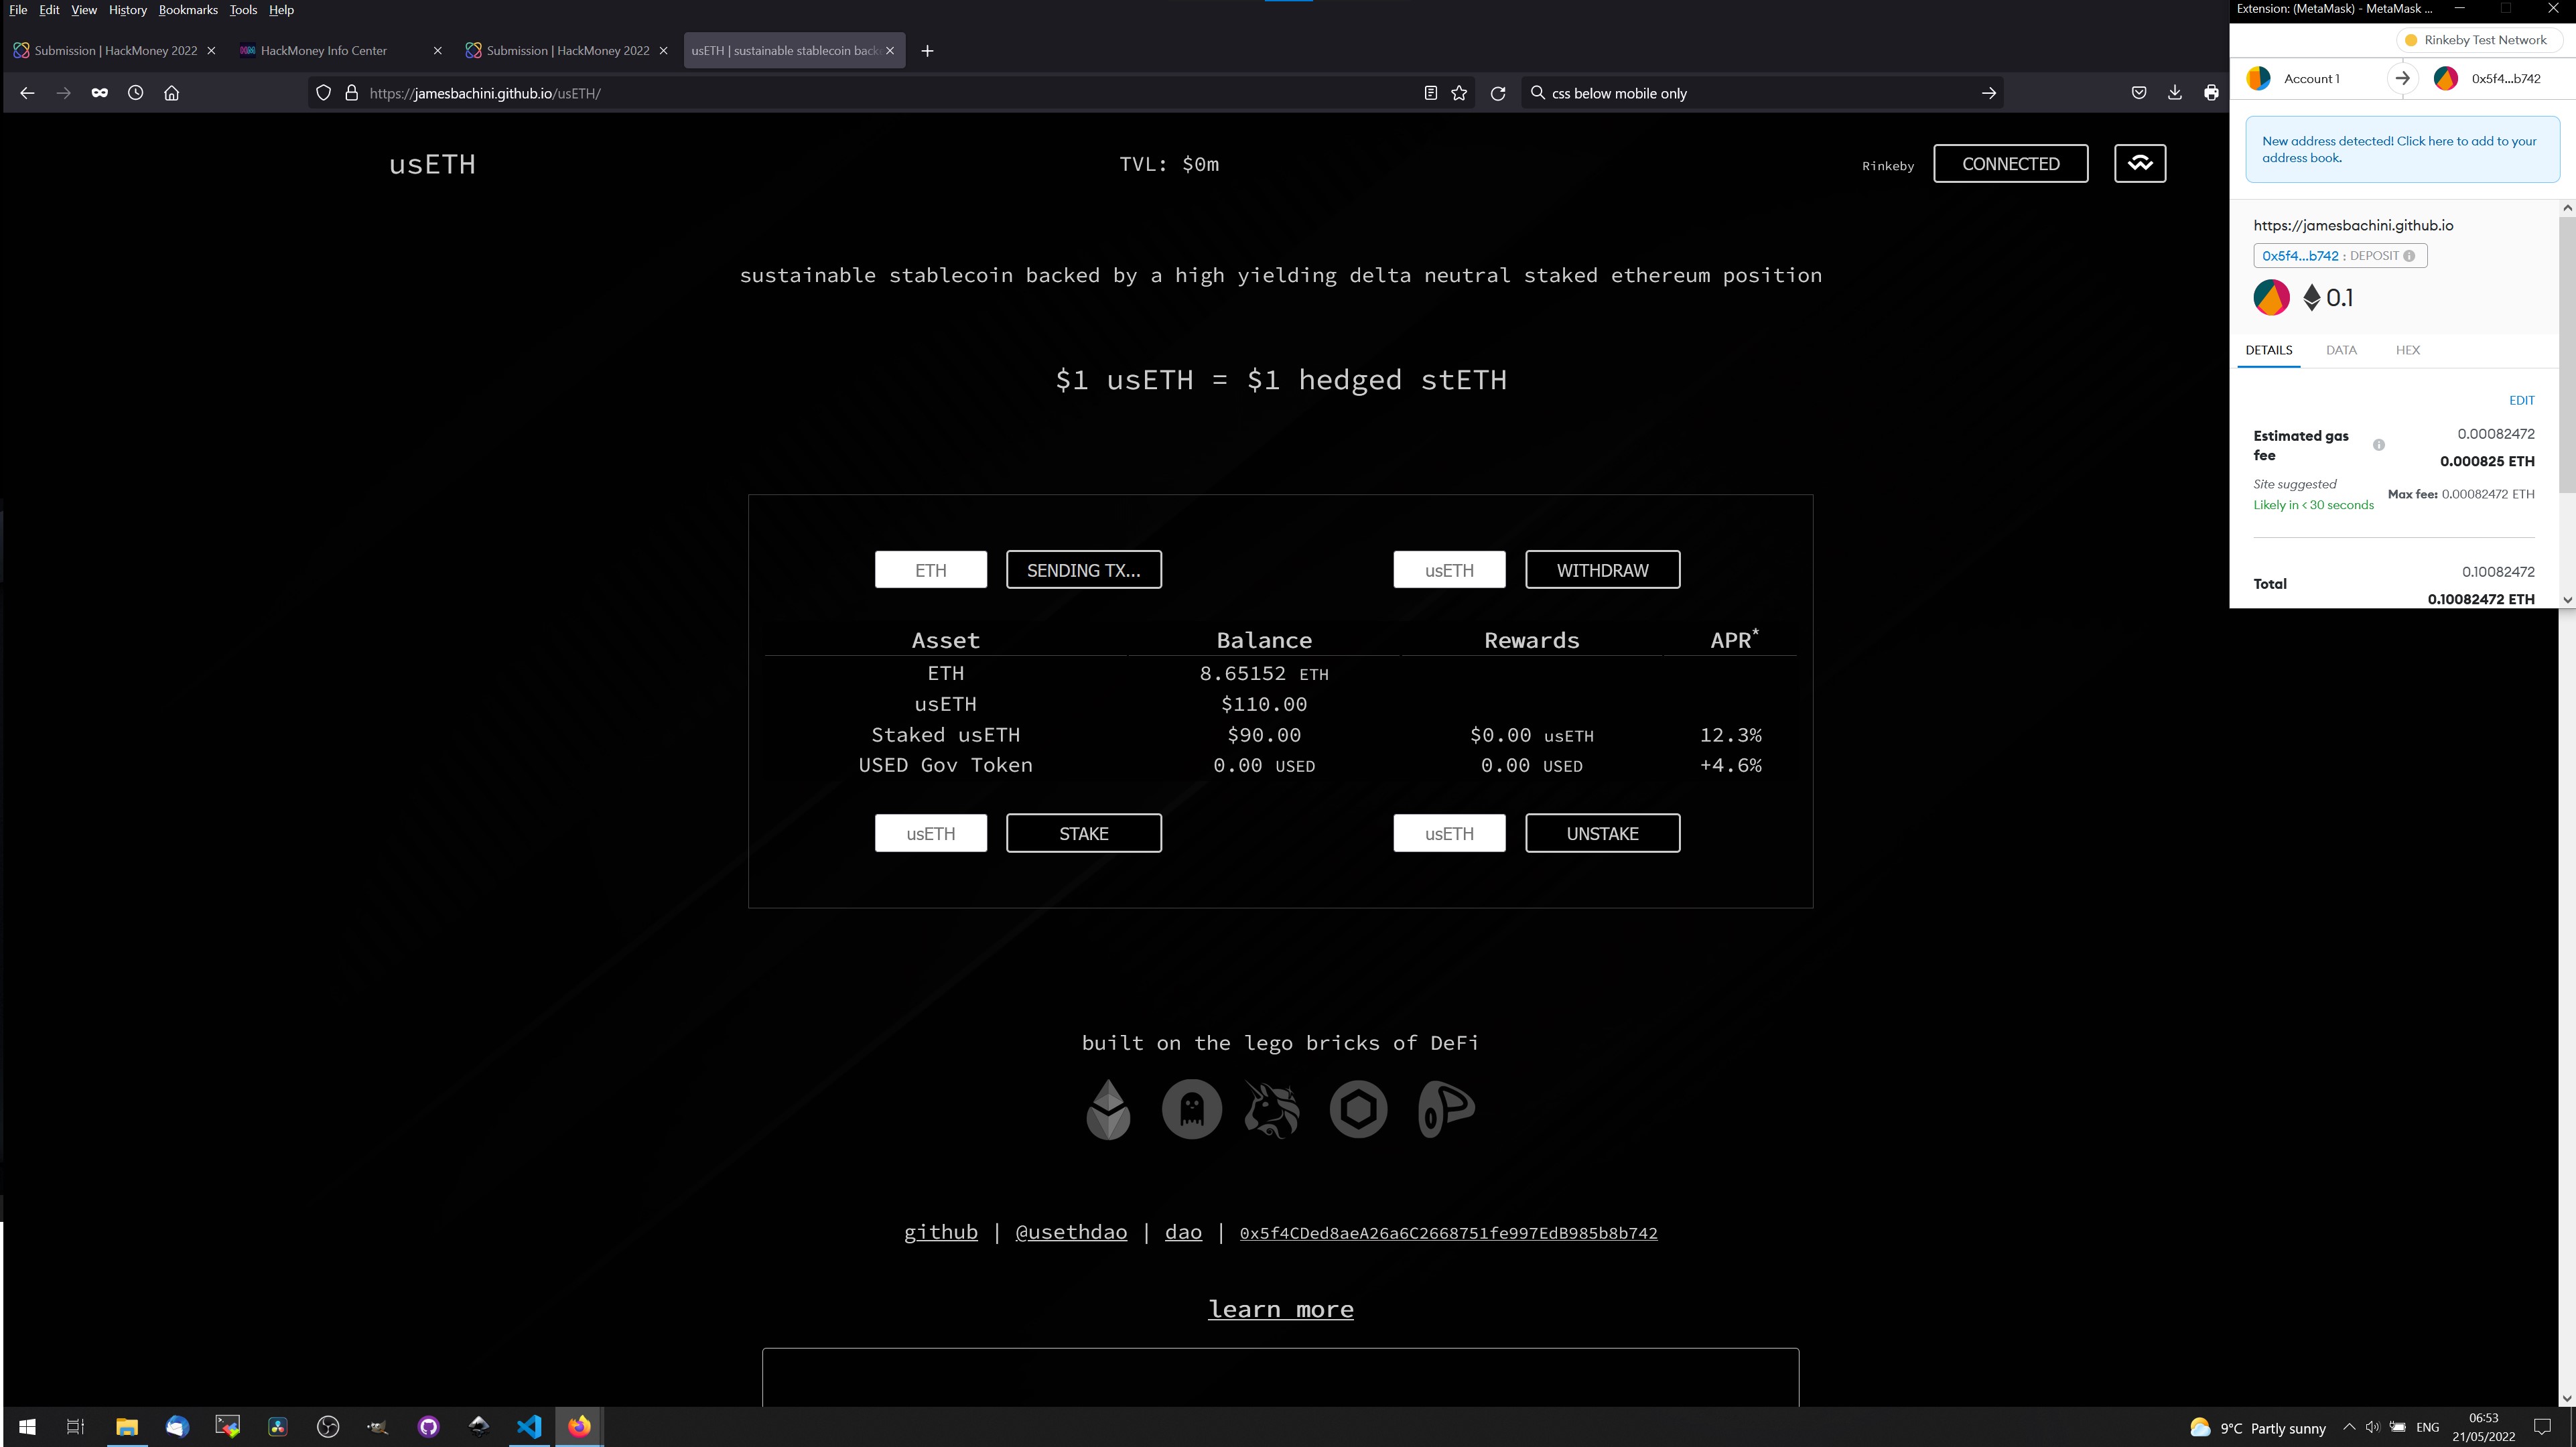 File Edit View History Bookmarks Tools Help
Extension: (MetaMask) - MetaMask ...
Submission | HackMoney 2022
HackMoney Info Center
Submission | HackMoney 2022
usETH | sustainable stablecoin back
https://jamesbachini.github.io/usETH/
css below mobile only
Rinkeby Test Network
Account 1
0x5f4...b742
New address detected! Click here to add to your
address book.
https://jamesbachini.github.io
0x5f4...b742 : DEPOSIT
0.1
DETAILS
DATA
HEX
EDIT
Estimated gas
fee
0.00082472
0.000825 ETH
Site suggested
Likely in < 30 seconds
Max fee: 0.00082472 ETH
Total
0.10082472
0.10082472 ETH
usETH
TVL: $0m
Rinkeby
CONNECTED
sustainable stablecoin backed by a high yielding delta neutral staked ethereum position
$1 usETH = $1 hedged stETH
ETH SENDING TX... usETH WITHDRAW
Asset Balance Rewards APR*
ETH 8.65152 ETH
usETH $110.00
Staked usETH $90.00 $0.00 usETH 12.3%
USED Gov Token 0.00 USED 0.00 USED +4.6%
usETH STAKE usETH UNSTAKE
built on the lego bricks of DeFi
github | @usethdao | dao | 0x5f4CDed8aeA26a6C2668751fe997EdB985b8b742
learn more
9°C Partly sunny
ENG
06:53
21/05/2022